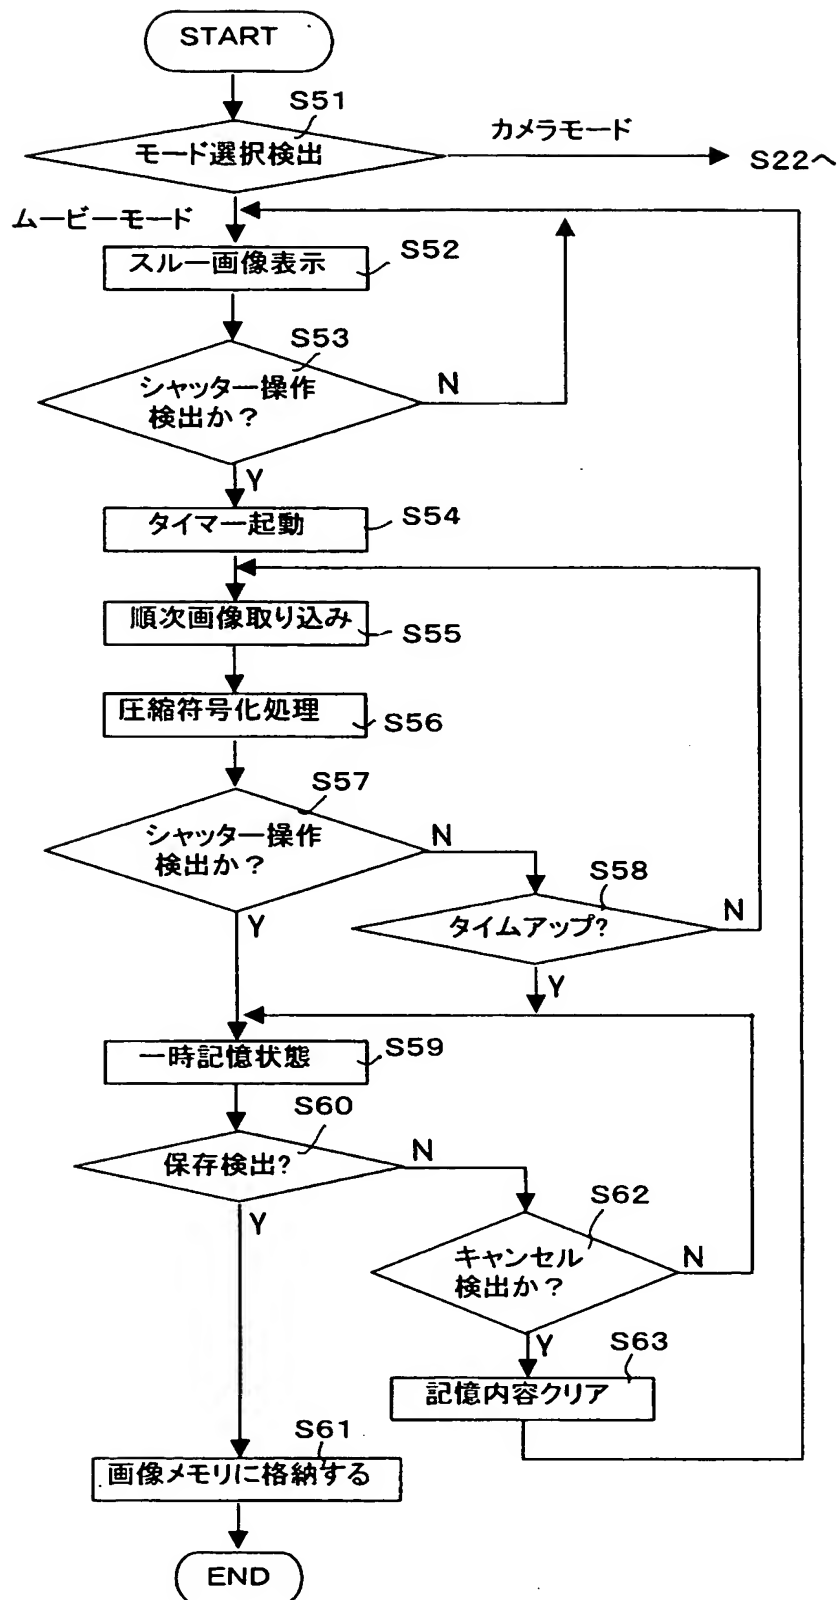 START
S51
モード選択検出
カメラモード
S22へ
ムービーモード
スルー画像表示
S52
S53
シャッター操作
検出か？
N
Y
タイマー起動
S54
順次画像取り込み
S55
圧縮符号化処理
S56
S57
シャッター操作
検出か？
N
S58
タイムアップ?
N
Y
Y
一時記憶状態
S59
S60
保存検出?
N
Y
S62
キャンセル
検出か？
N
Y
S63
記憶内容クリア
S61
画像メモリに格納する
END